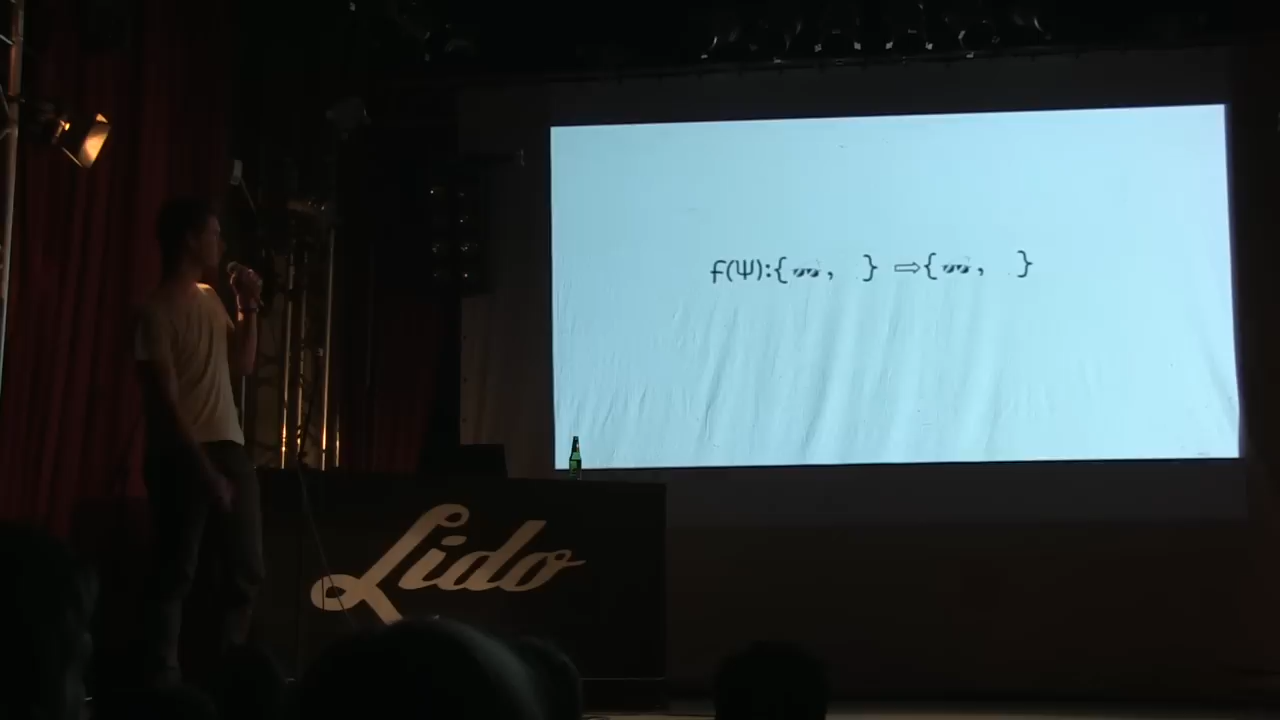 f(Ψ):{ , } ⇨{ , }
Lido